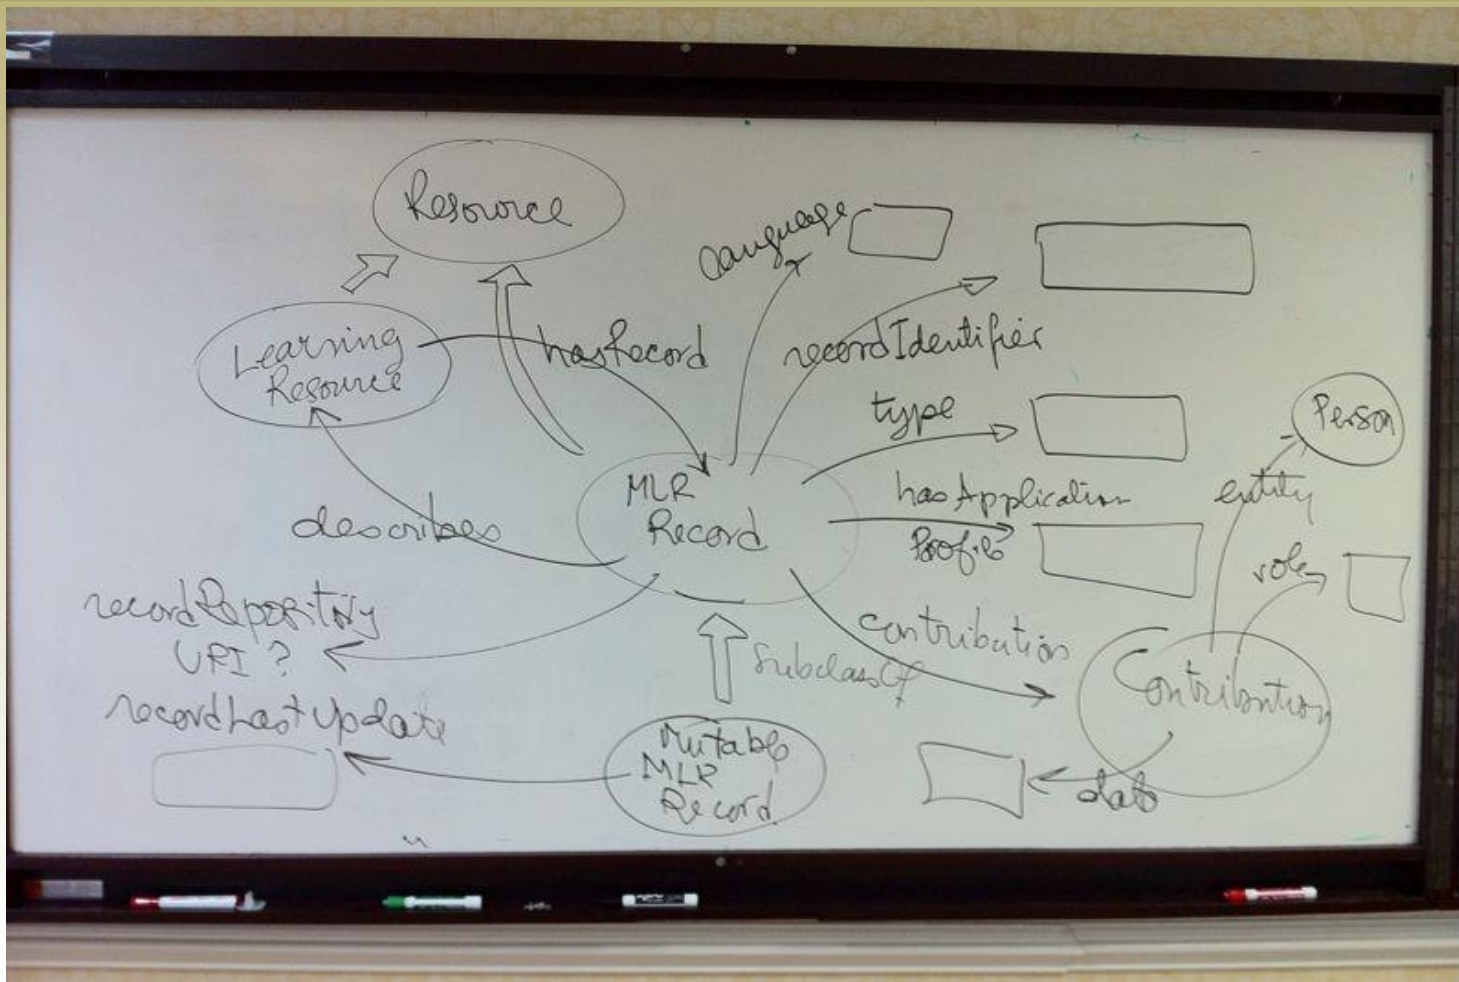 Resource
Language
Learning
Resource
hasRecord
recordIdentifier
type
Person
MLR
Record
hasApplication
Profile
entity
describes
role
recordRepository
URI ?
contribution
subclassOf
Contribution
recordLastUpdate
Mutable
MLR
Record
date